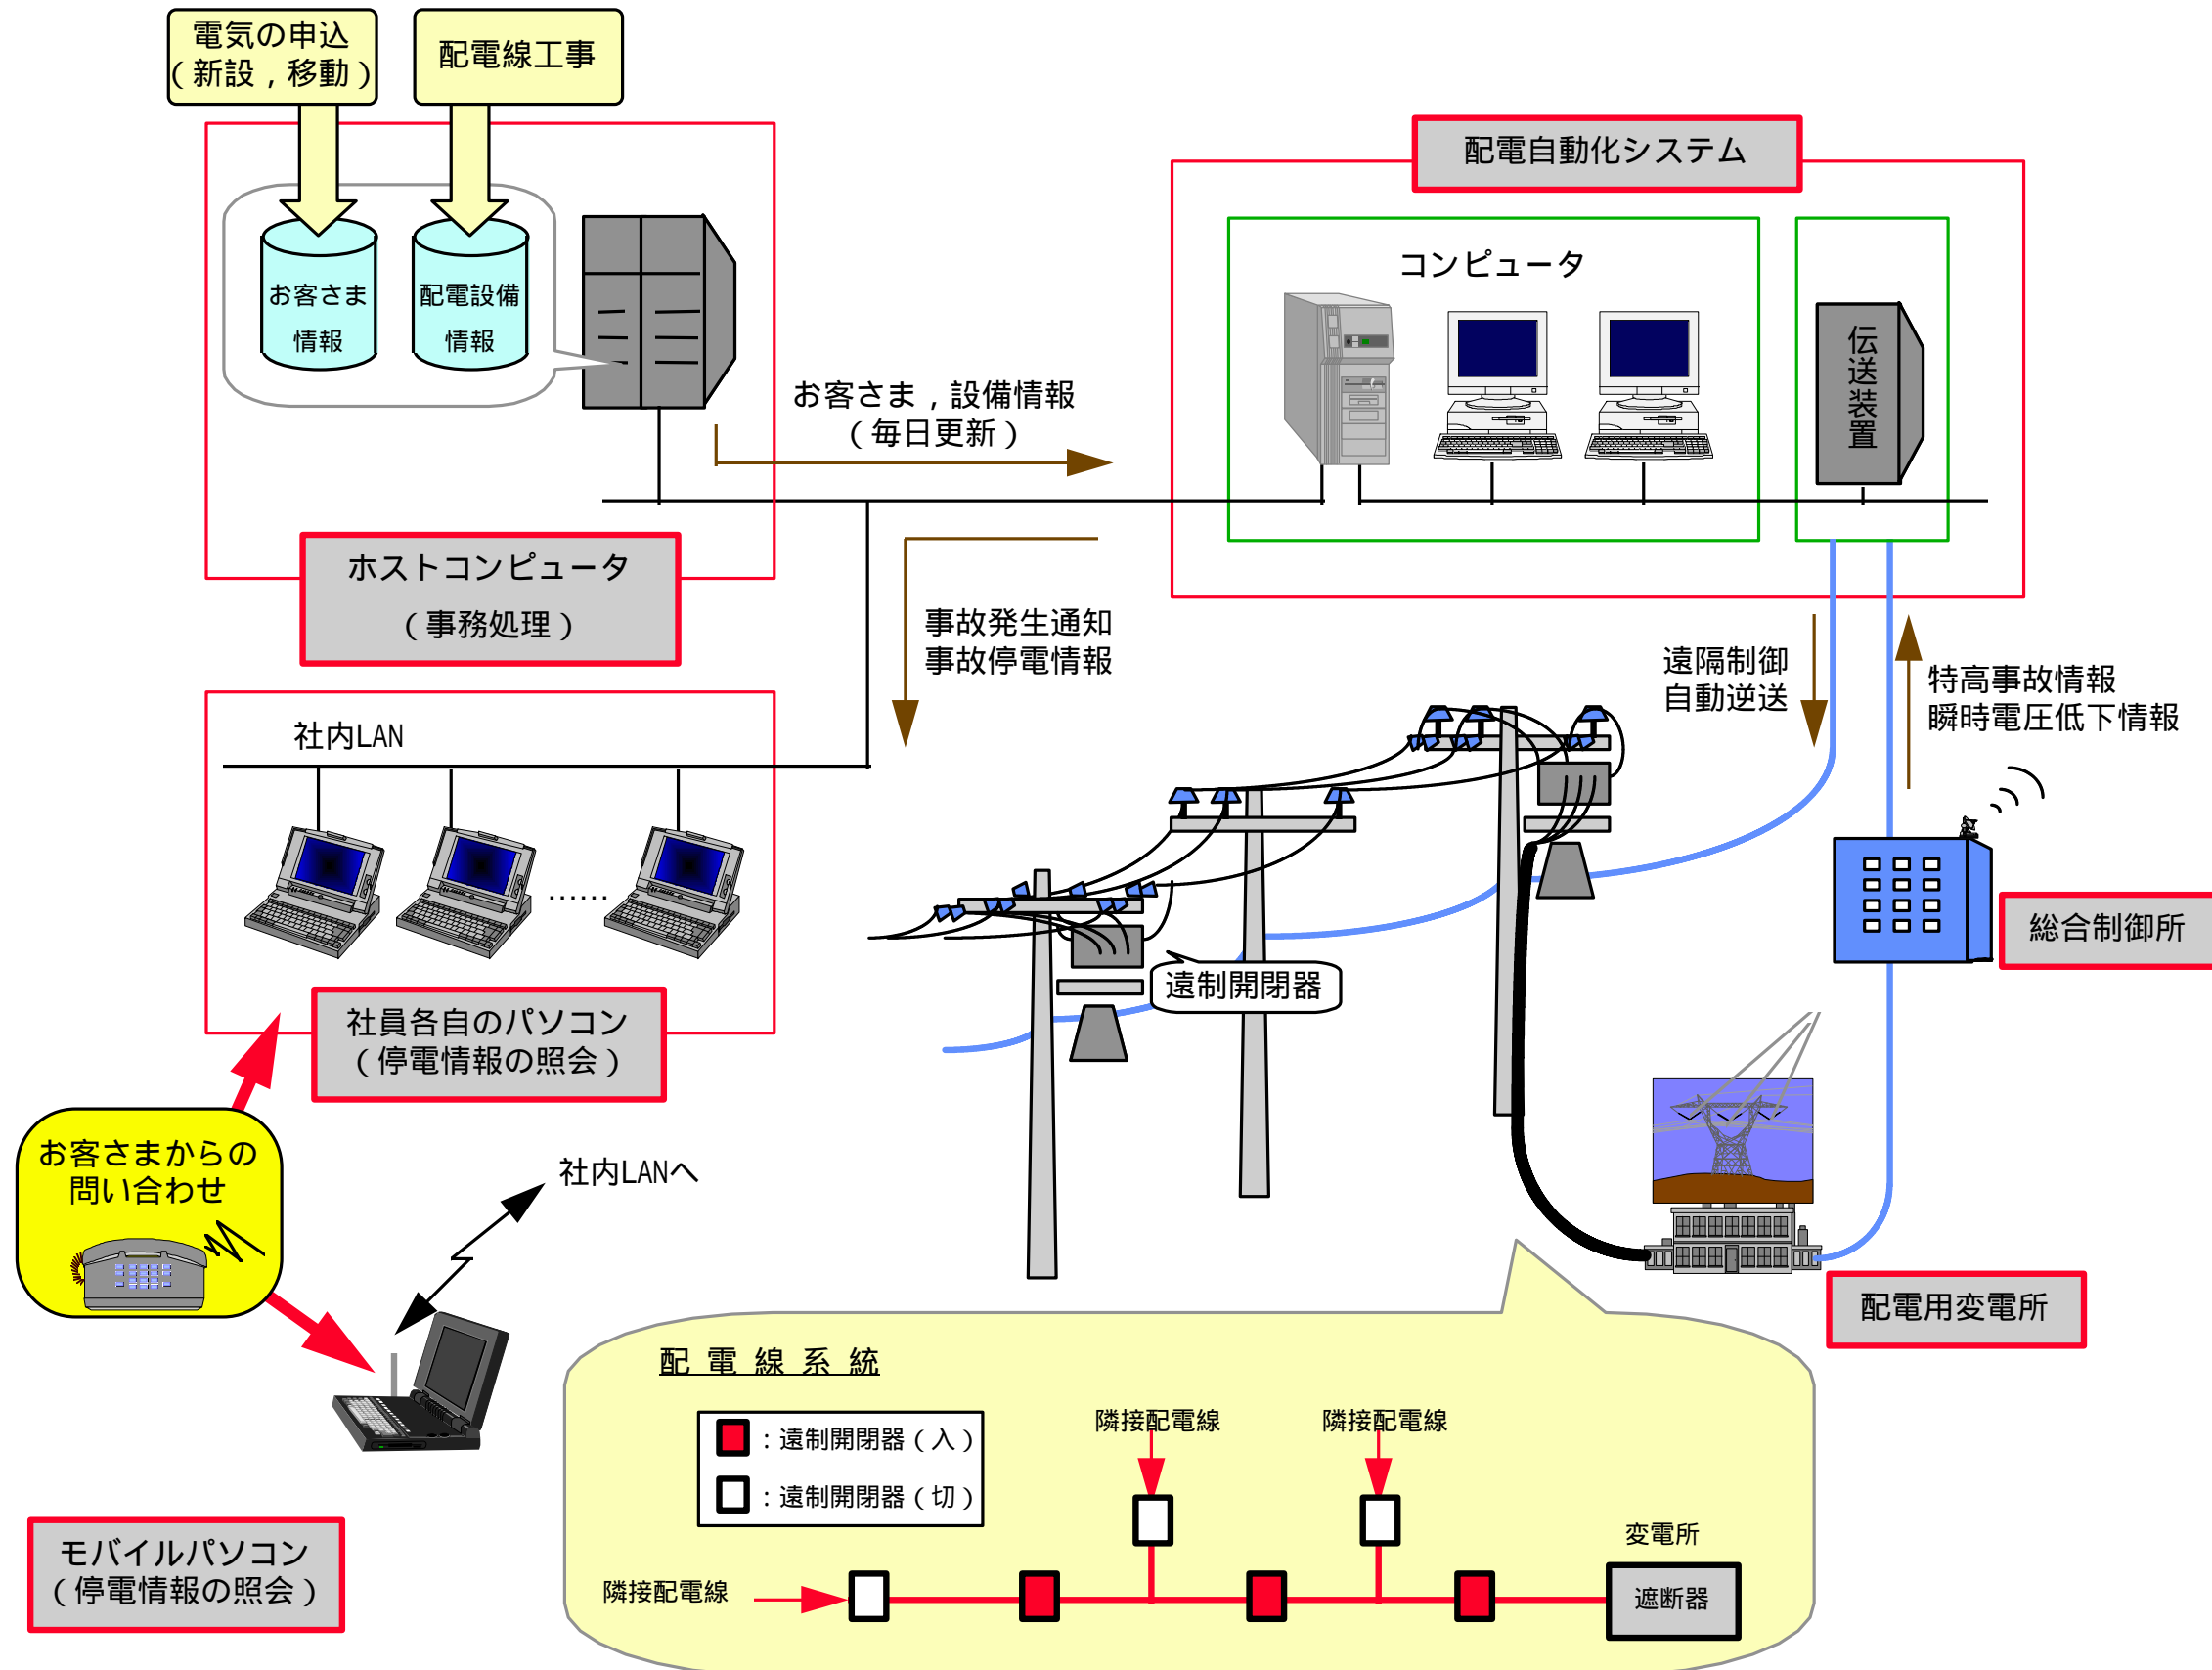 電気の申込
（新設，移動）
配電線工事
お客さま
情報
配電設備
情報
ホストコンピュータ
（事務処理）
お客さま，設備情報
（毎日更新）
配電自動化システム
コンピュータ
伝送装置
事故発生通知
事故停電情報
遠隔制御
自動逆送
特高事故情報
瞬時電圧低下情報
社内LAN
……
社員各自のパソコン
（停電情報の照会）
遠制開閉器
総合制御所
お客さまからの
問い合わせ
社内LANへ
配電用変電所
モバイルパソコン
（停電情報の照会）
配電線系統
：遠制開閉器（入）
：遠制開閉器（切）
隣接配電線
隣接配電線
隣接配電線
変電所
遮断器